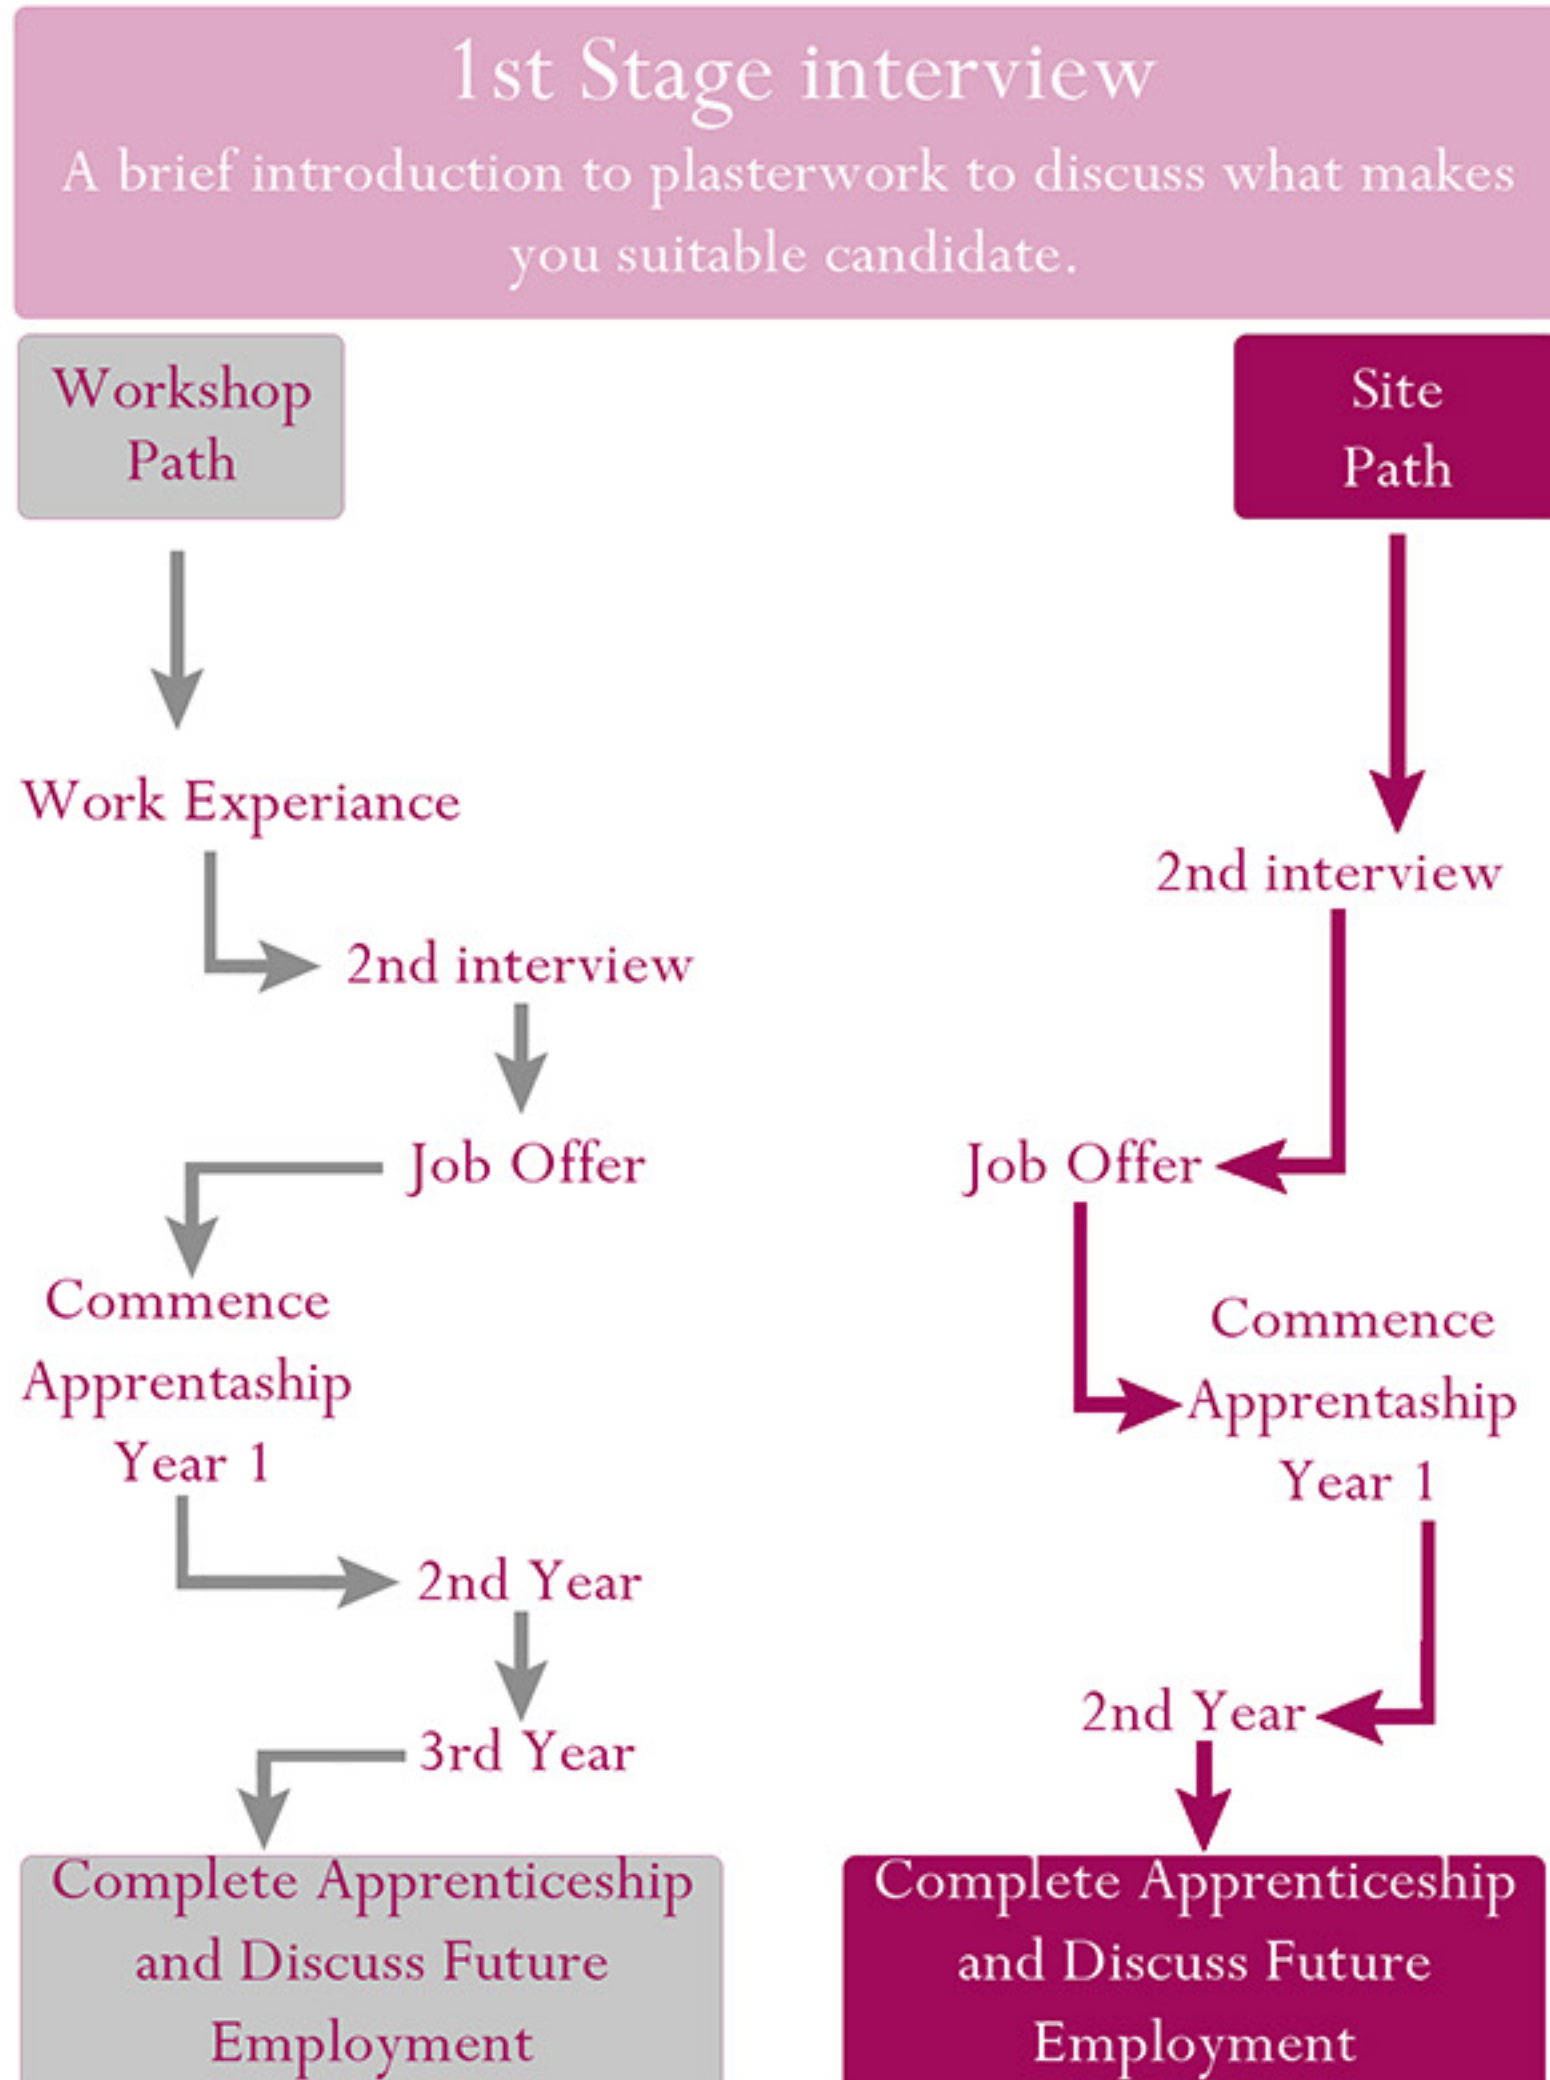 1st Stage interview
A brief introduction to plasterwork to discuss what makes
you suitable candidate.
Workshop
Path
Work Experiance
2nd interview
Job Offer
Commence
Apprentaship
Year 1
2nd Year
3rd Year
Complete Apprenticeship
and Discuss Future
Employment
Site
Path
2nd interview
Job Offer
Commence
Apprentaship
Year 1
2nd Year
Complete Apprenticeship
and Discuss Future
Employment